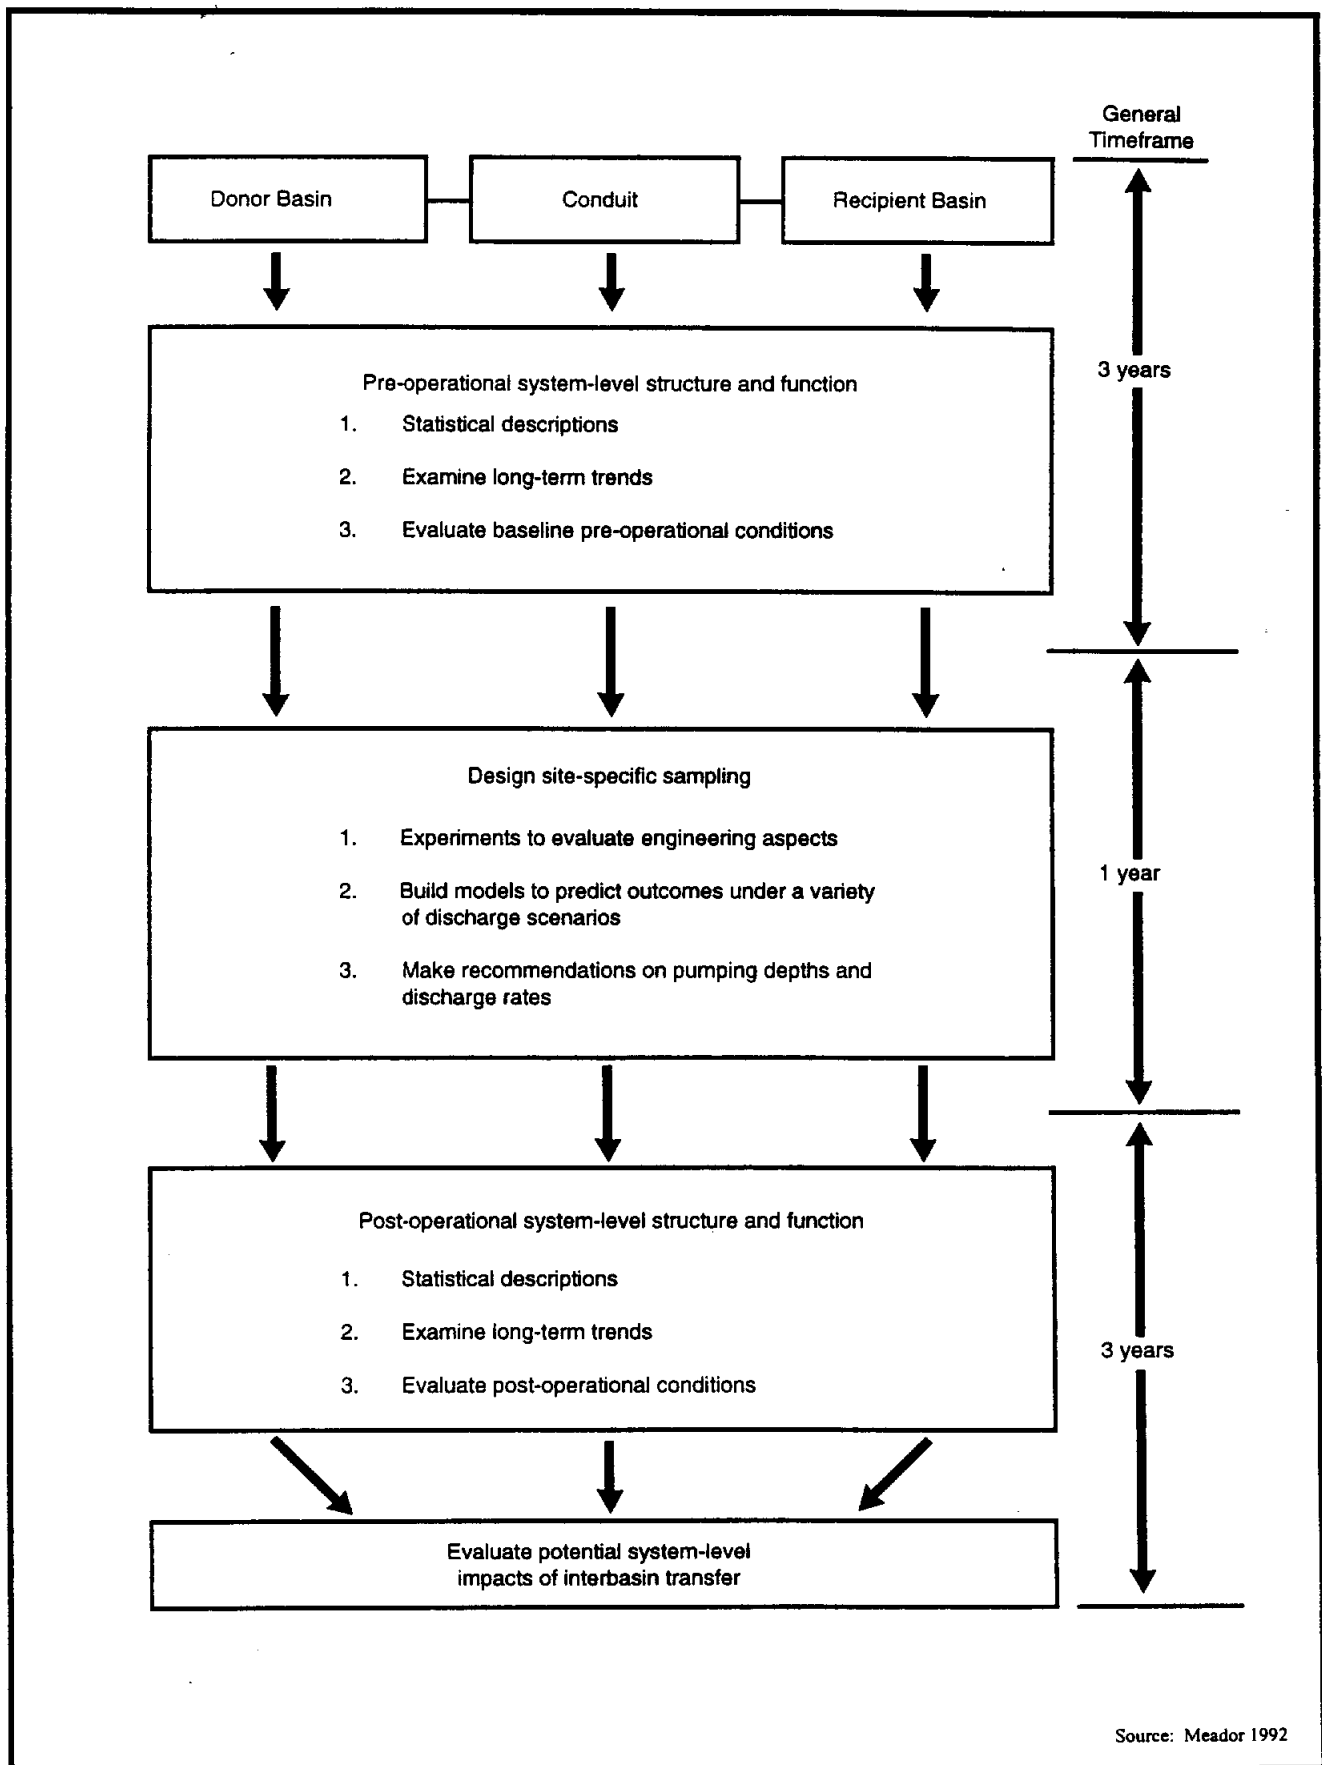 General
Timeframe
Donor Basin
Conduit
Recipient Basin
3 years
Pre-operational system-level structure and function
1. Statistical descriptions
2. Examine long-term trends
3. Evaluate baseline pre-operational conditions
Design site-specific sampling
1. Experiments to evaluate engineering aspects
2. Build models to predict outcomes under a variety
of discharge scenarios
3. Make recommendations on pumping depths and
discharge rates
1 year
Post-operational system-level structure and function
1. Statistical descriptions
2. Examine long-term trends
3. Evaluate post-operational conditions
3 years
Evaluate potential system-level
impacts of interbasin transfer
Source: Meador 1992